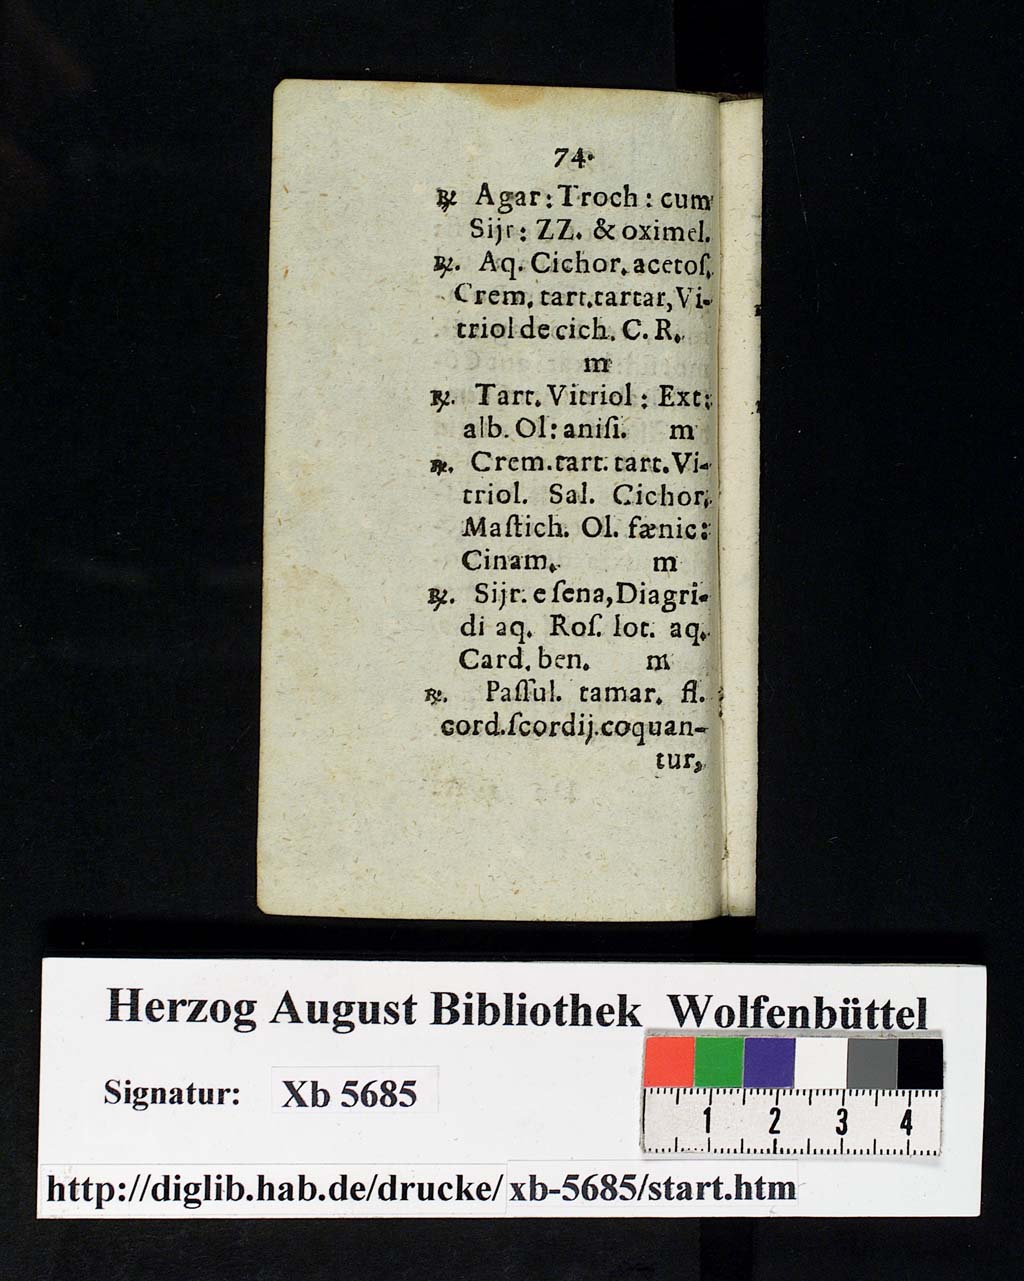 74.
℞ Agar: Troch: cum
Sijr: ZZ. & oximel.
℞. Aq. Cichor. acetoſ.
Crem. tart. tartar, Vi-
triol de cich. C. R.
m
℞. Tart. Vitriol: Ext:
alb. Ol: aniſi. m
℞. Crem. tart. tart. Vi-
triol. Sal. Cichor.
Maſtich. Ol. fænic:
Cinam. m
℞. Sijr. e ſena, Diagri-
di aq. Roſ. lot. aq.
Card. ben. m
℞. Paſſul. tamar. fl.
cord. ſcordij. coquan-
tur,
Herzog August Bibliothek Wolfenbüttel
Signatur: Xb 5685
1 2 3 4
http://diglib.hab.de/drucke/xb-5685/start.htm